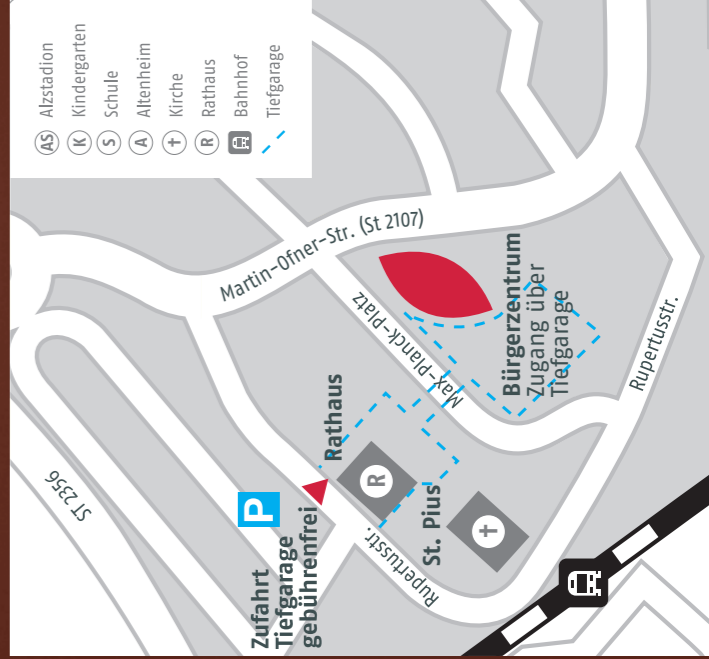 AS Alzstadion
K Kindergarten
S Schule
A Altenheim
† Kirche
R Rathaus
Bahnhof
Tiefgarage
ST 2356
Martin-Ofner-Str. (St 2107)
Max-Planck-Platz
P
Zufahrt
Tiefgarage
gebührenfrei
Rathaus
R
Rupertusstr.
St. Pius
†
Bürgerzentrum
Zugang über
Tiefgarage
Rupertusstr.